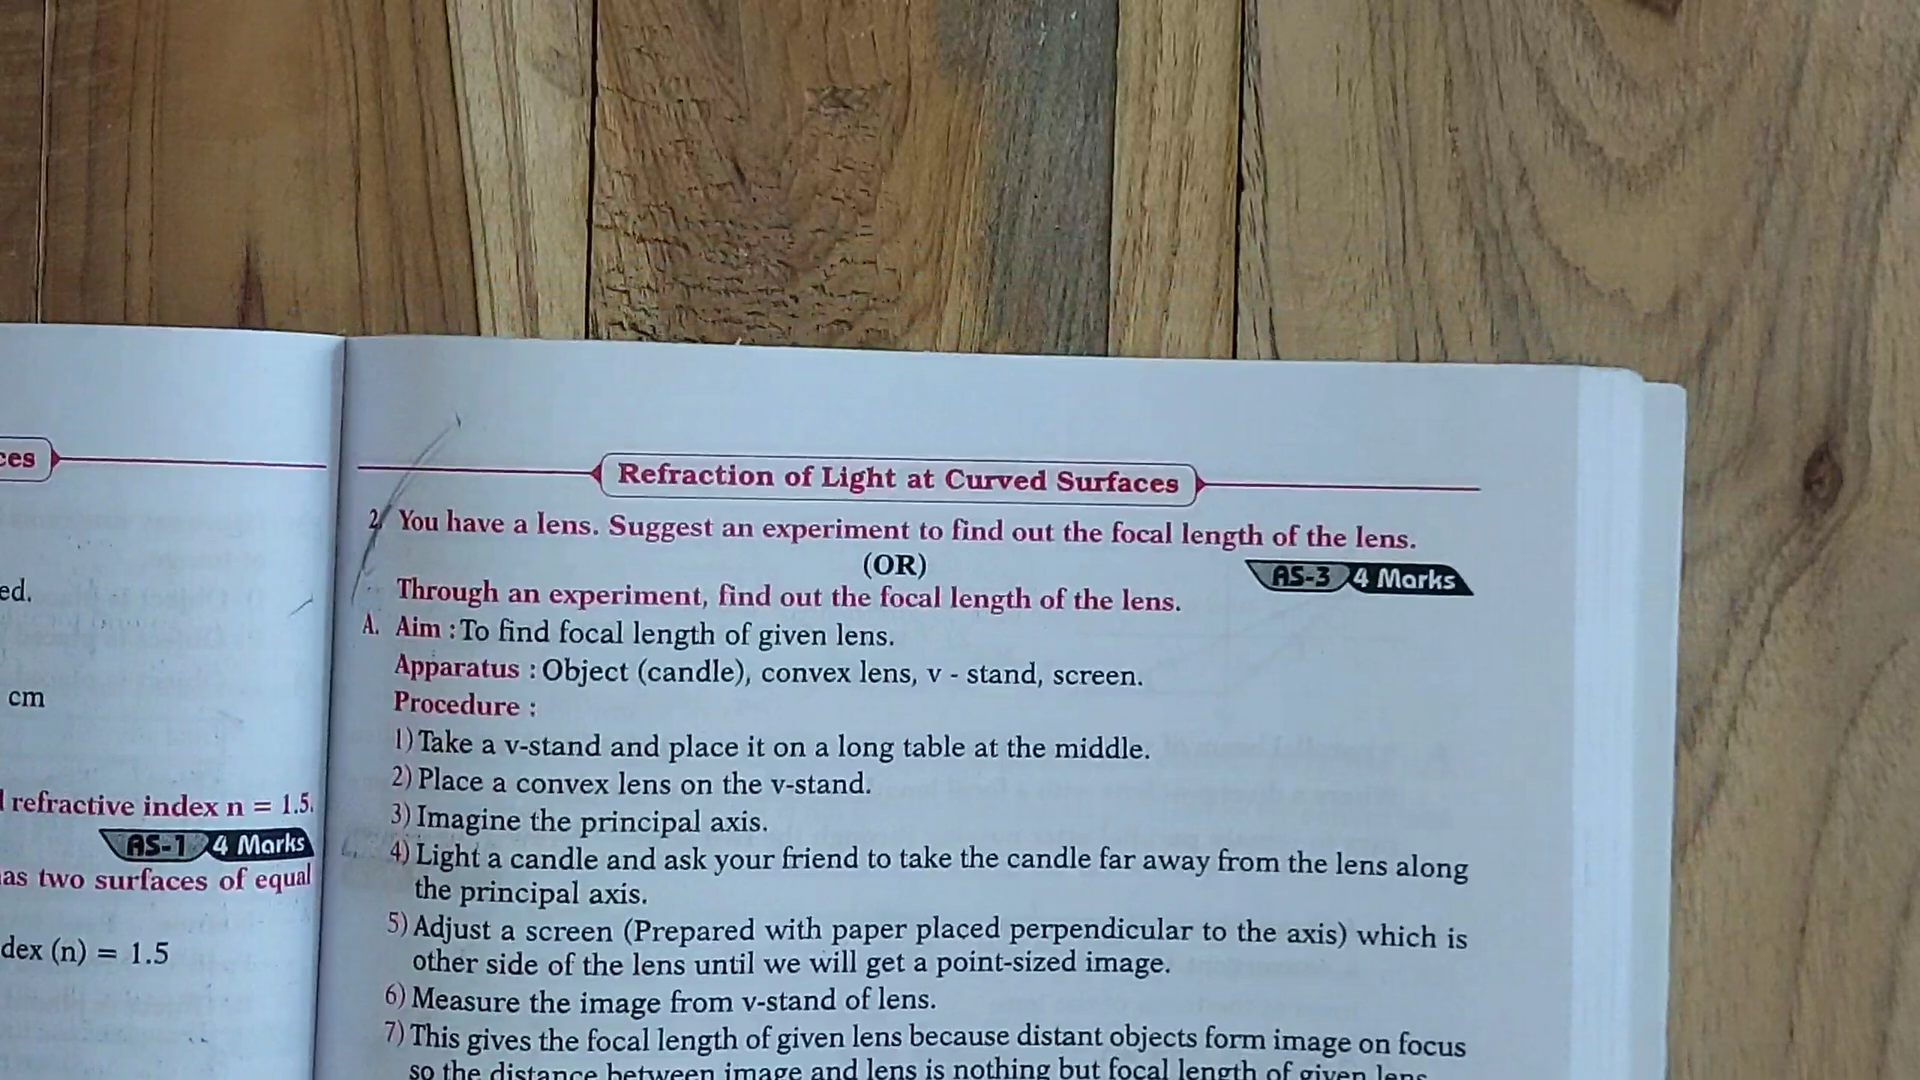 ces
ed.
cm
refractive index n = 1.5.
AS-1 4 Marks
as two surfaces of equal
dex (n) = 1.5
Refraction of Light at Curved Surfaces
2. You have a lens. Suggest an experiment to find out the focal length of the lens.
(OR)
AS-3 4 Marks
Through an experiment, find out the focal length of the lens.
A. Aim : To find focal length of given lens.
Apparatus : Object (candle), convex lens, v - stand, screen.
Procedure :
1) Take a v-stand and place it on a long table at the middle.
2) Place a convex lens on the v-stand.
3) Imagine the principal axis.
4) Light a candle and ask your friend to take the candle far away from the lens along
the principal axis.
5) Adjust a screen (Prepared with paper placed perpendicular to the axis) which is
other side of the lens until we will get a point-sized image.
6) Measure the image from v-stand of lens.
7) This gives the focal length of given lens because distant objects form image on focus
so the distance between image and lens is nothing but focal length of given lens.